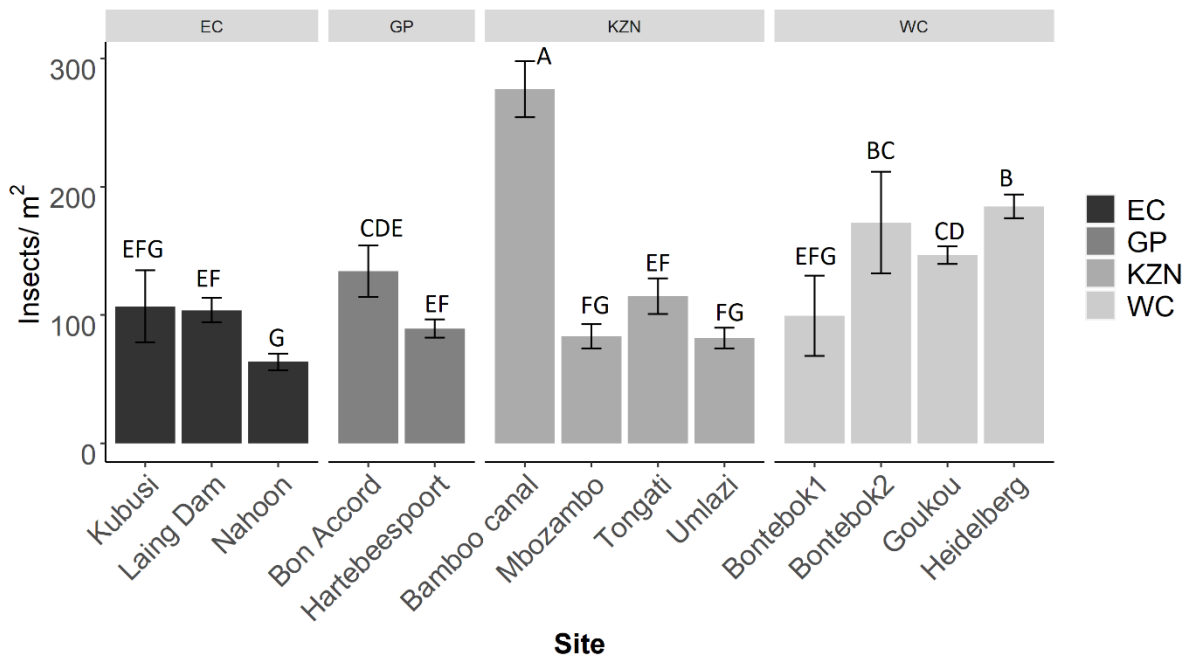 EC GP KZN WC
Insects/ m²
300
200
100
0
EFG EF G CDE EF A FG EF FG EFG BC CD B
Kubusi
Laing Dam
Nahoon
Bon Accord
Hartebeespoort
Bamboo canal
Mbozambo
Tongati
Umlazi
Bontebok1
Bontebok2
Goukou
Heidelberg
Site
EC
GP
KZN
WC